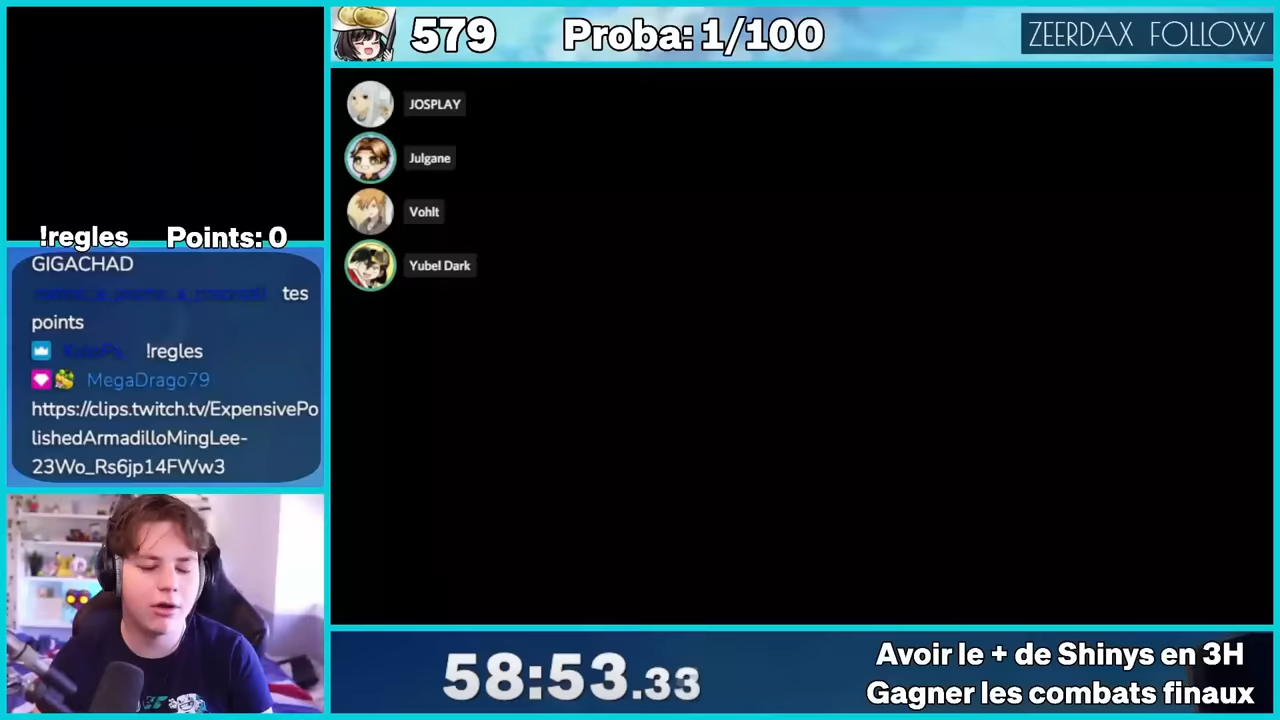 579
Proba: 1/100
ZEERDAX FOLLOW
JOSPLAY
Julgane
Vohlt
Yubel Dark
!regles
Points: 0
GIGACHAD
tes
points
!regles
MegaDrago79
https://clips.twitch.tv/ExpensivePo
lishedArmadilloMingLee-
23Wo_Rs6jp14FWw3
58:53.33
Avoir le + de Shinys en 3H
Gagner les combats finaux